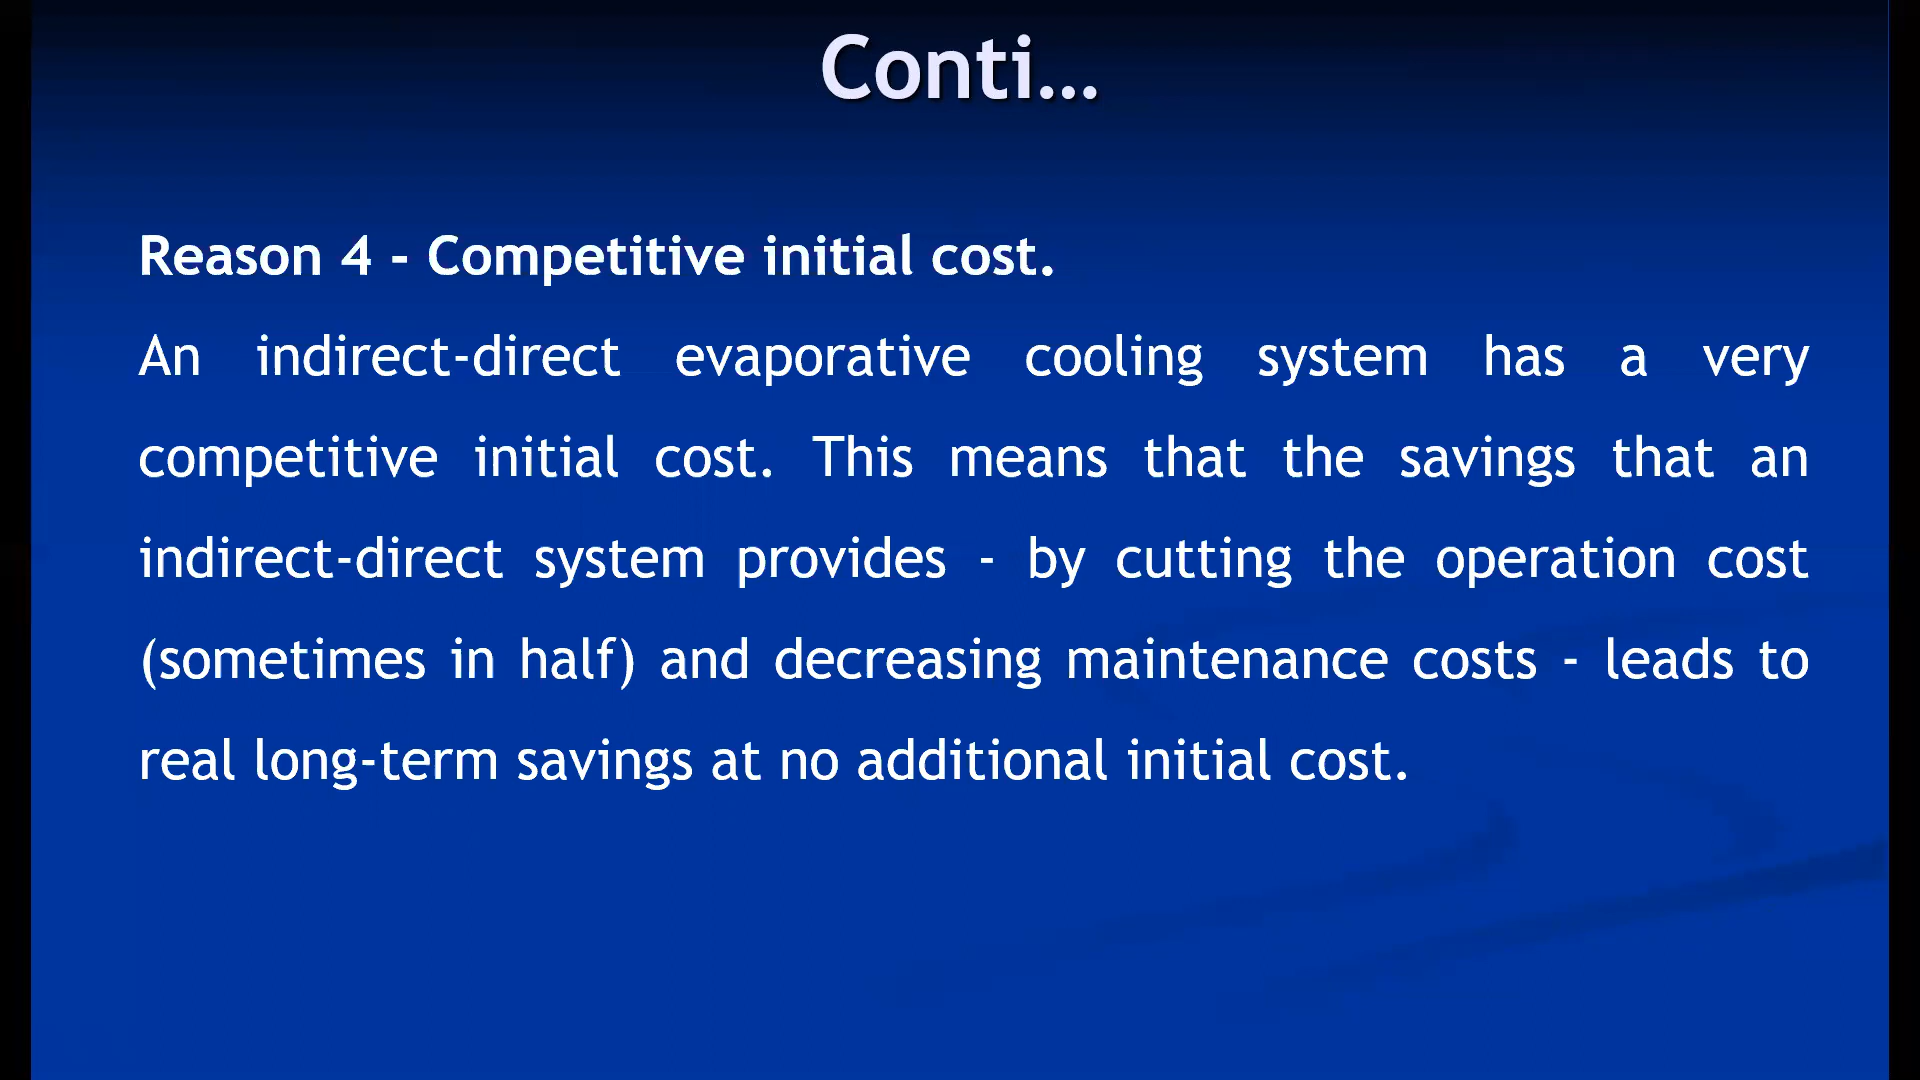 Conti...
Reason 4 - Competitive initial cost.
An indirect-direct evaporative cooling system has a very
competitive initial cost. This means that the savings that an
indirect-direct system provides - by cutting the operation cost
(sometimes in half) and decreasing maintenance costs - leads to
real long-term savings at no additional initial cost.